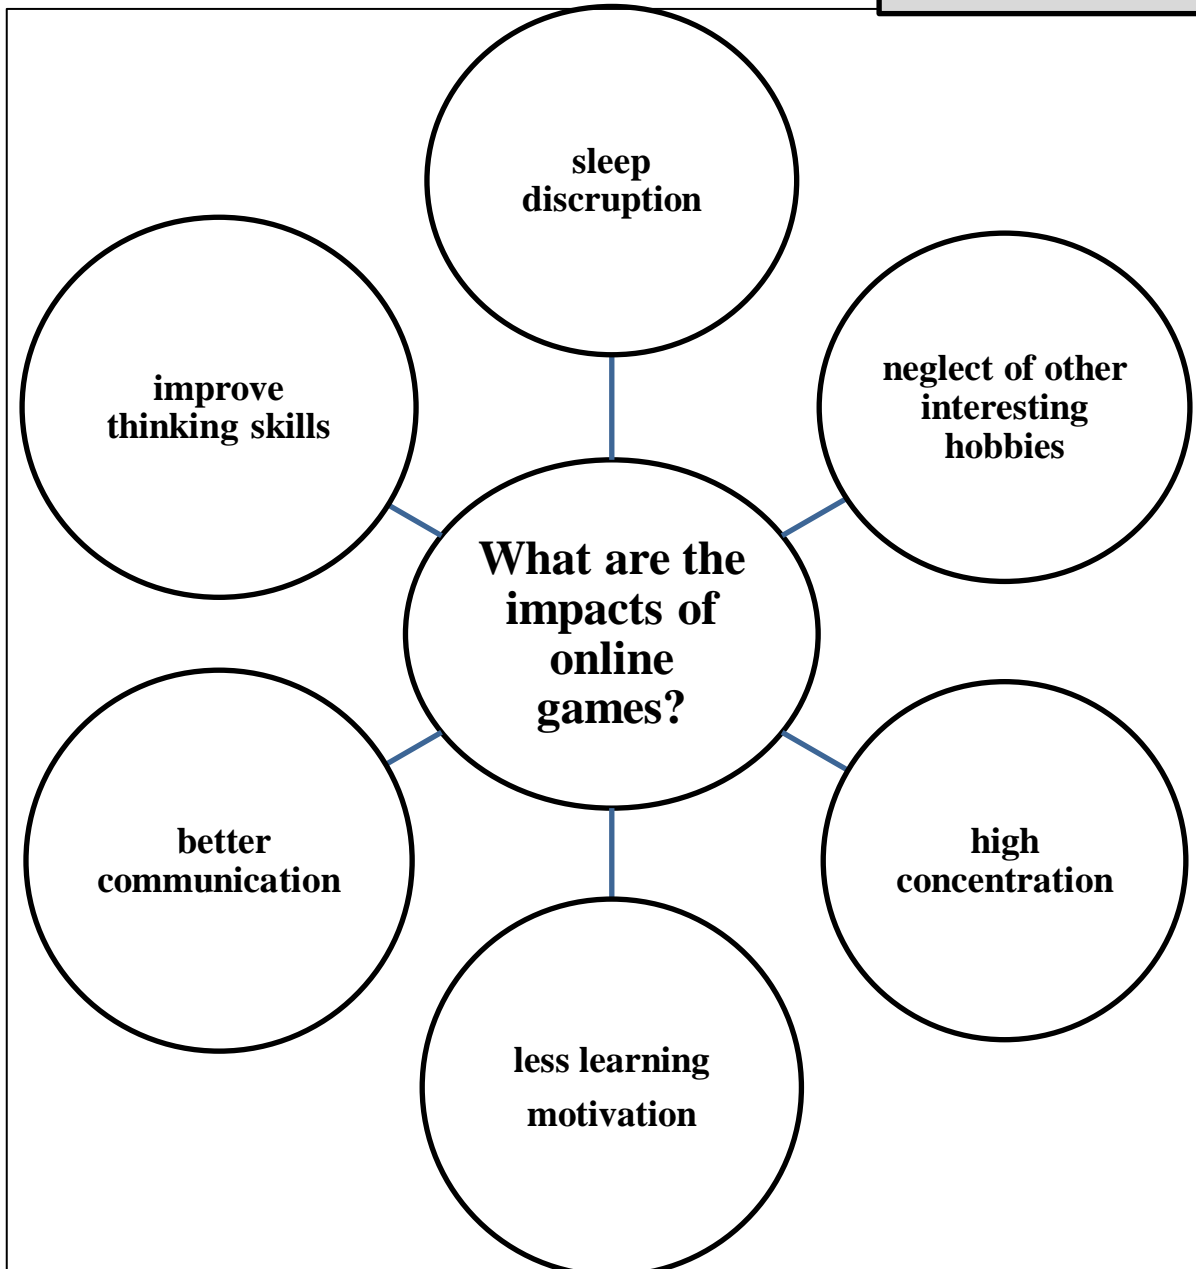 sleep
discruption
improve
thinking skills
neglect of other
interesting
hobbies
What are the
impacts of
online
games?
better
communication
high
concentration
less learning
motivation